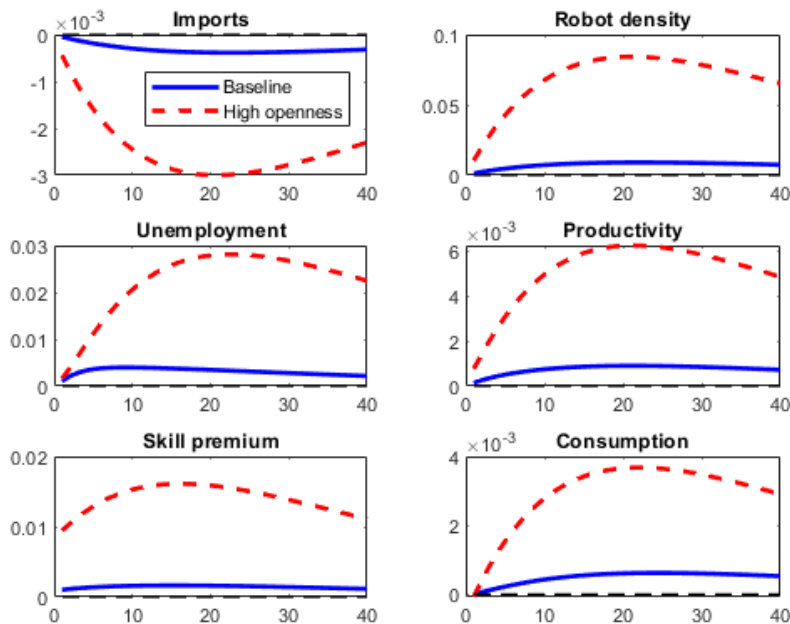 Imports
×10⁻³
0
-1
-2
-3
0 10 20 30 40
Baseline
High openness
Robot density
0.1
0.05
0
0 10 20 30 40
Unemployment
0.03
0.02
0.01
0
0 10 20 30 40
Productivity
×10⁻³
6
4
2
0
0 10 20 30 40
Skill premium
0.02
0.01
0
0 10 20 30 40
Consumption
×10⁻³
4
2
0
0 10 20 30 40